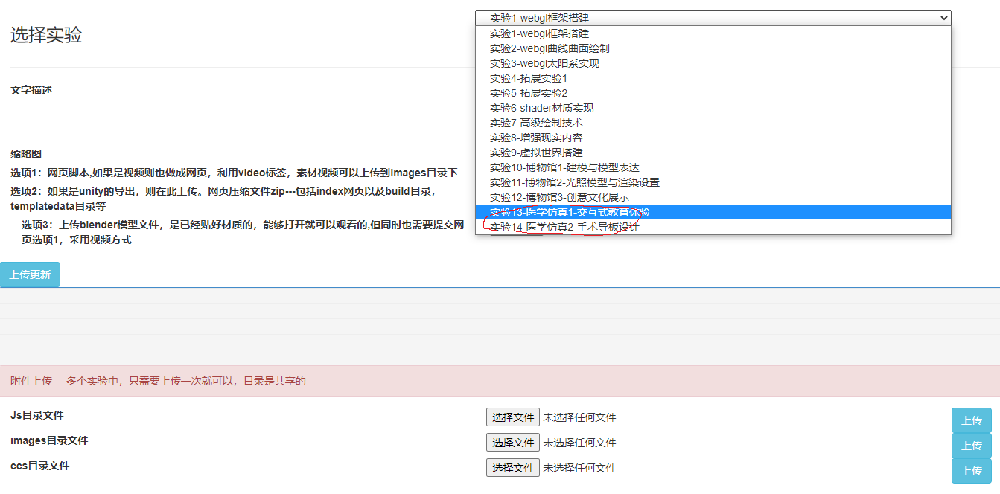 选择实验
实验1-webgl框架搭建
实验1-webgl框架搭建
实验2-webgl曲线曲面绘制
实验3-webgl太阳系实现
实验4-拓展实验1
实验5-拓展实验2
实验6-shader材质实现
实验7-高级绘制技术
实验8-增强现实内容
实验9-虚拟世界搭建
实验10-博物馆1-建模与模型表达
实验11-博物馆2-光照模型与渲染设置
实验12-博物馆3-创意文化展示
实验13-医学仿真1-交互式教育体验
实验14-医学仿真2-手术导板设计
文字描述
缩略图
选项1：网页脚本,如果是视频则也做成网页，利用video标签，素材视频可以上传到images目录下
选项2：如果是unity的导出，则在此上传。网页压缩文件zip---包括index网页以及build目录，
templatedata目录等
选项3：上传blender模型文件，是已经贴好材质的，能够打开就可以观看的,但同时也需要提交网
页选项1，采用视频方式
上传更新
附件上传----多个实验中，只需要上传一次就可以，目录是共享的
Js目录文件 选择文件 未选择任何文件 上传
images目录文件 选择文件 未选择任何文件 上传
ccs目录文件 选择文件 未选择任何文件 上传